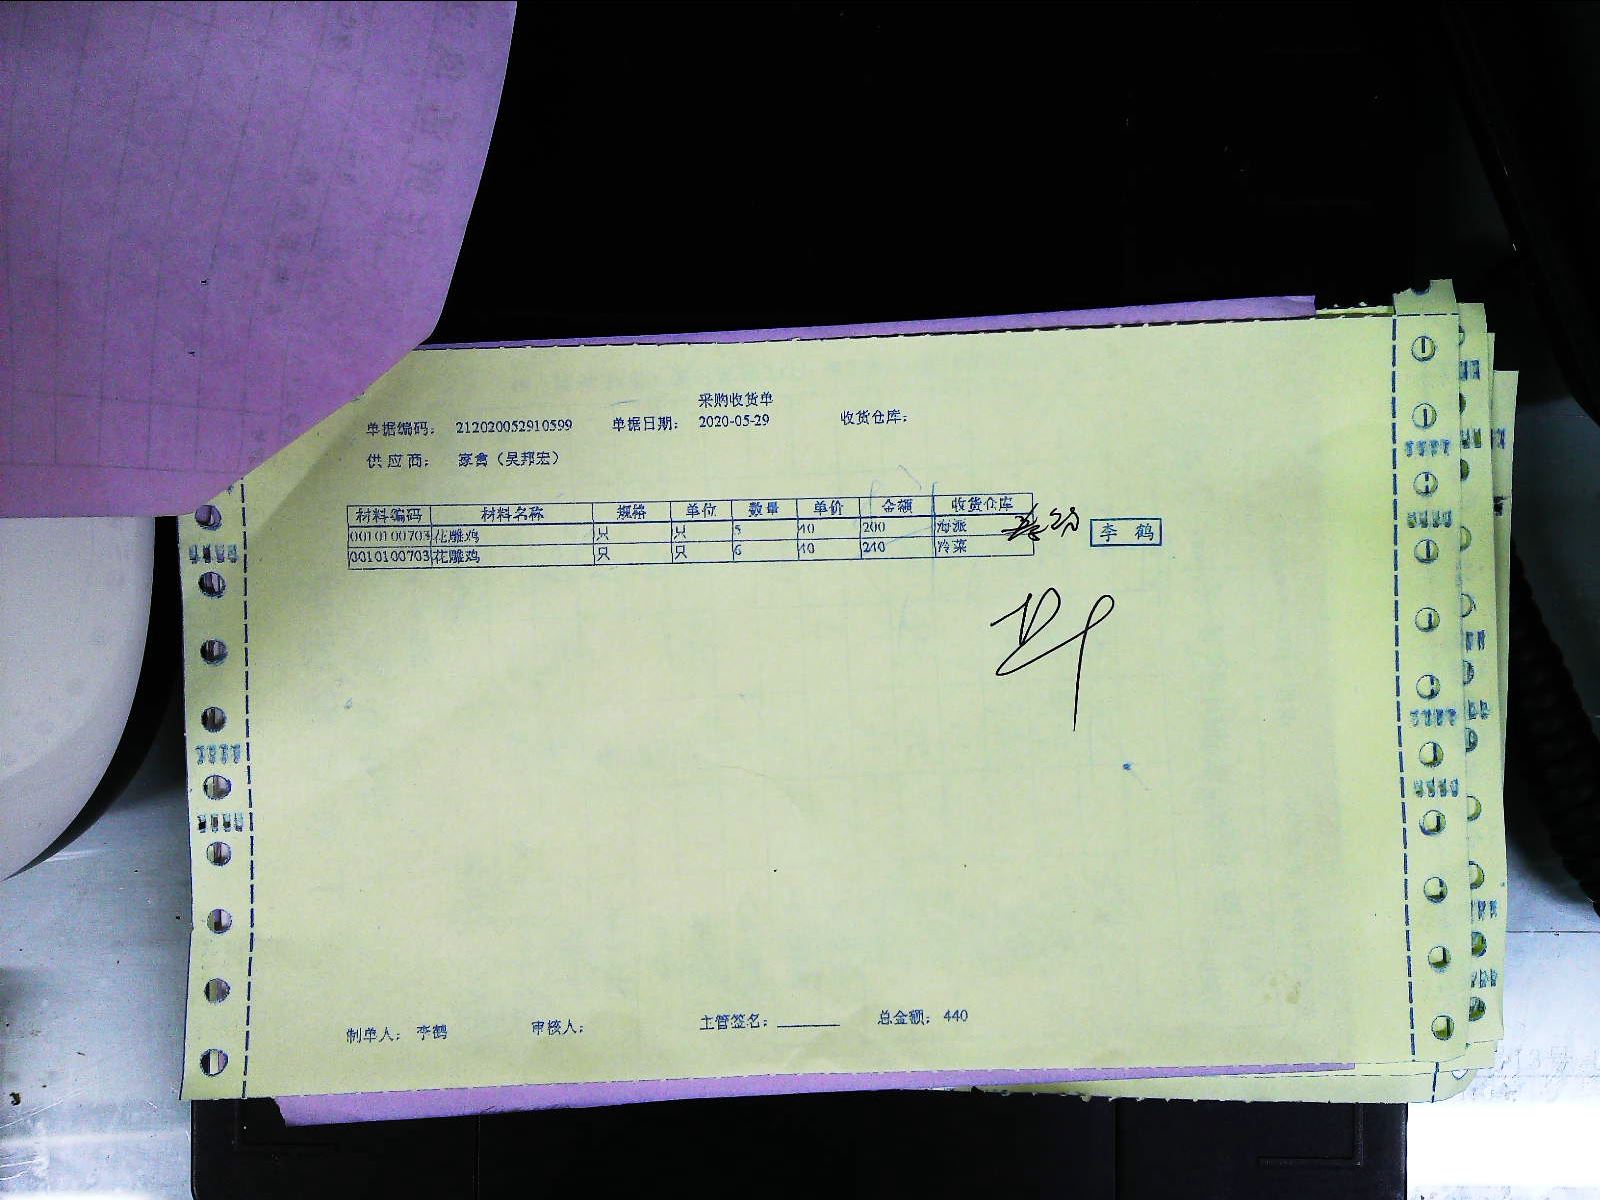 采购收货单
单据编码: 212020052910599 单据日期: 2020-05-29 收货仓库:
供应商: 家禽(吴邦宏)
材料编码 材料名称 规格 单位 数量 单价 金额 收货仓库
0010100703 花雕鸡 只 只 5 40 200 海派
0010100703 花雕鸡 只 只 6 40 240 冷菜
李鹤
制单人: 李鹤 审核人: 主管签名: 总金额: 440